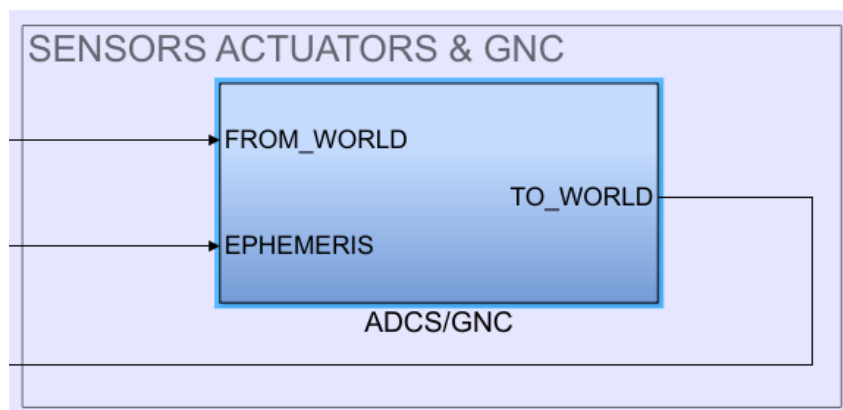 SENSORS ACTUATORS & GNC
FROM_WORLD
TO_WORLD
EPHEMERIS
ADCS/GNC